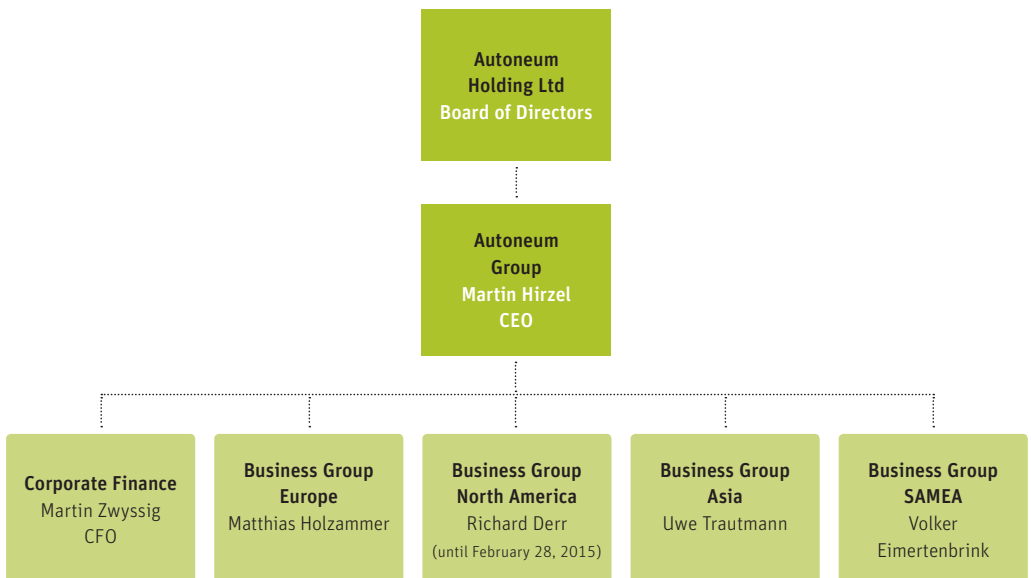 Autoneum
Holding Ltd
Board of Directors
Autoneum
Group
Martin Hirzel
CEO
Corporate Finance
Martin Zwyssig
CFO
Business Group
Europe
Matthias Holzammer
Business Group
North America
Richard Derr
(until February 28, 2015)
Business Group
Asia
Uwe Trautmann
Business Group
SAMEA
Volker
Eimertenbrink